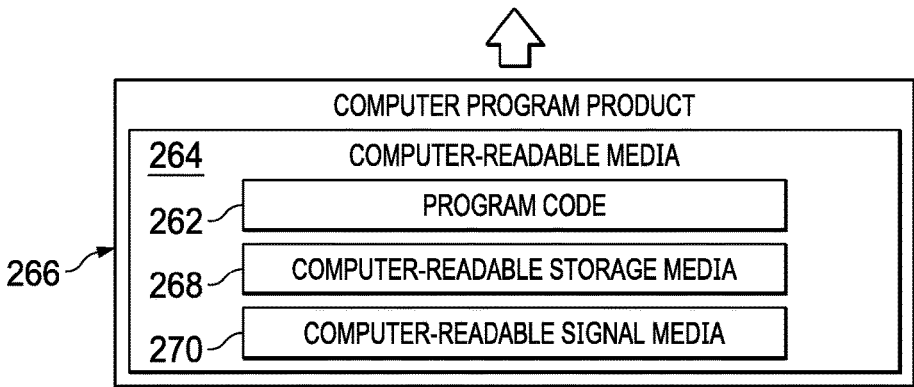 COMPUTER PROGRAM PRODUCT
264 COMPUTER-READABLE MEDIA
262 PROGRAM CODE
266
268 COMPUTER-READABLE STORAGE MEDIA
270 COMPUTER-READABLE SIGNAL MEDIA